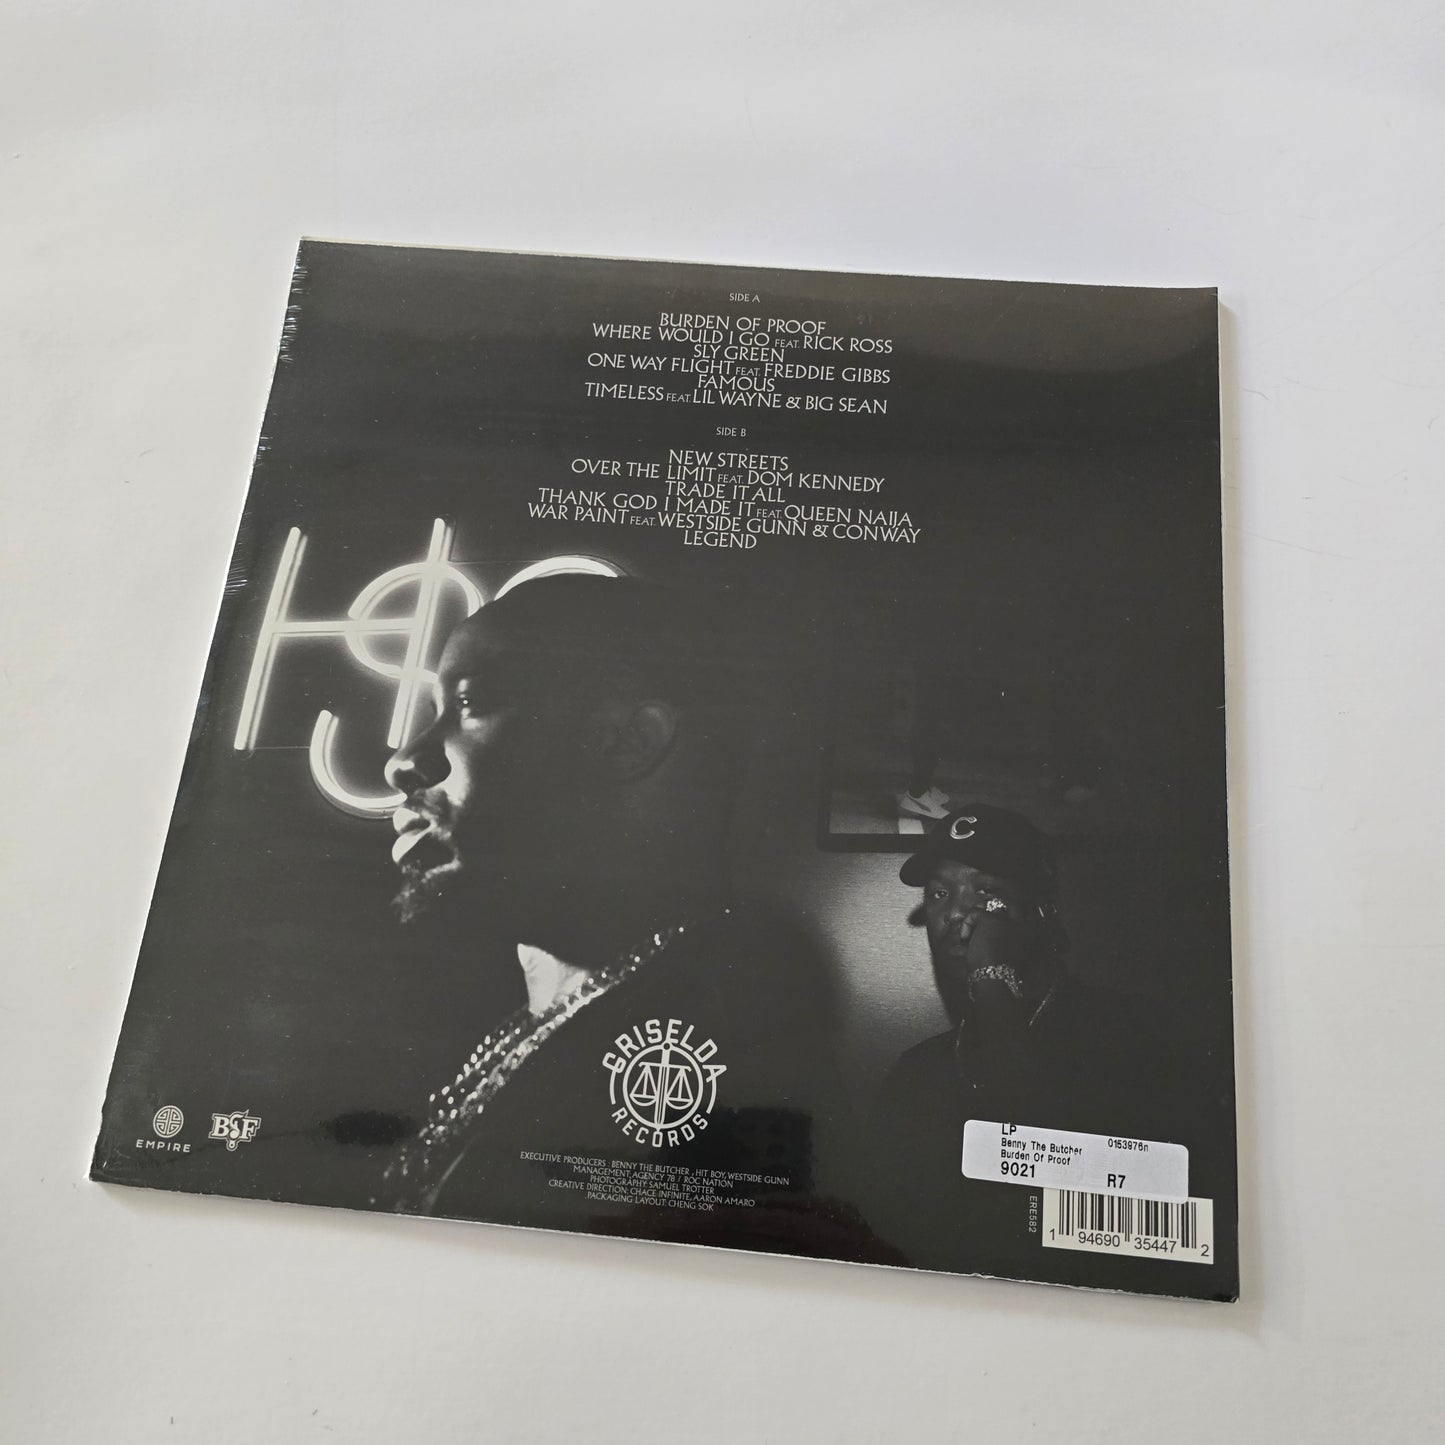 SIDE A
BURDEN OF PROOF
WHERE WOULD I GO FEAT. RICK ROSS
SLY GREEN
ONE WAY FLIGHT FEAT. FREDDIE GIBBS
FAMOUS
TIMELESS FEAT. LIL WAYNE & BIG SEAN
SIDE B
NEW STREETS
OVER THE LIMIT FEAT. DOM KENNEDY
TRADE IT ALL
THANK GOD I MADE IT FEAT. QUEEN NAIJA
WAR PAINT FEAT. WESTSIDE GUNN & CONWAY
LEGEND
C
GRISELDA
RECORDS
EMPIRE
BSF
EXECUTIVE PRODUCERS : BENNY THE BUTCHER , HIT BOY, WESTSIDE GUNN
MANAGEMENT, AGENCY 78 / ROC NATION
PHOTOGRAPHY: SAMUEL TROTTER
CREATIVE DIRECTION: CHACE INFINITE, AARON AMARO
PACKAGING LAYOUT: CHENG SOK
LP 0153976n
Benny The Butcher
Burden Of Proof
9021 R7
ERE582
1 94690 35447 2